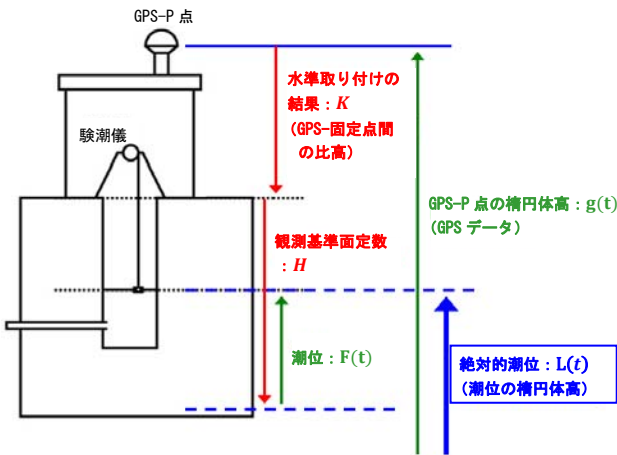 GPS-P 点
水準取り付けの
結果：K
(GPS-固定点間
の比高)
験潮儀
GPS-P 点の楕円体高：g(t)
(GPS データ)
観測基準面定数
：H
潮位：F(t)
絶対的潮位：L(t)
(潮位の楕円体高)